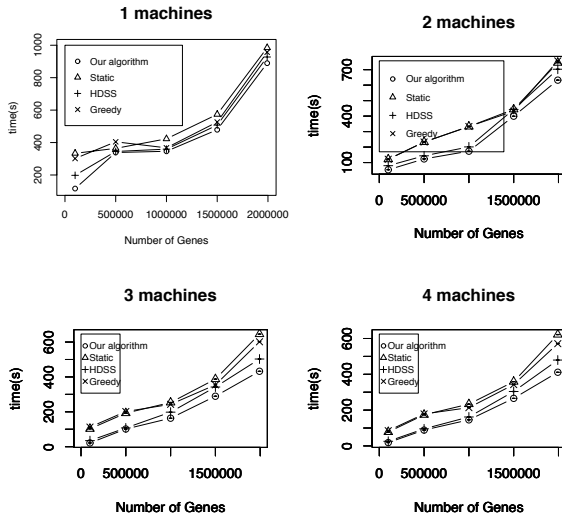 1 machines
time(s)
200 400 600 800 1000
Our algorithm
Static
HDSS
Greedy
0 500000 1000000 1500000 2000000
Number of Genes
2 machines
time(s)
100 400 700
Our algorithm
Static
HDSS
Greedy
0 500000 1000000 1500000
Number of Genes
3 machines
time(s)
0 200 400 600
Our algorithm
Static
HDSS
Greedy
0 500000 1500000
Number of Genes
4 machines
time(s)
0 200 400 600
Our algorithm
Static
HDSS
Greedy
0 500000 1500000
Number of Genes